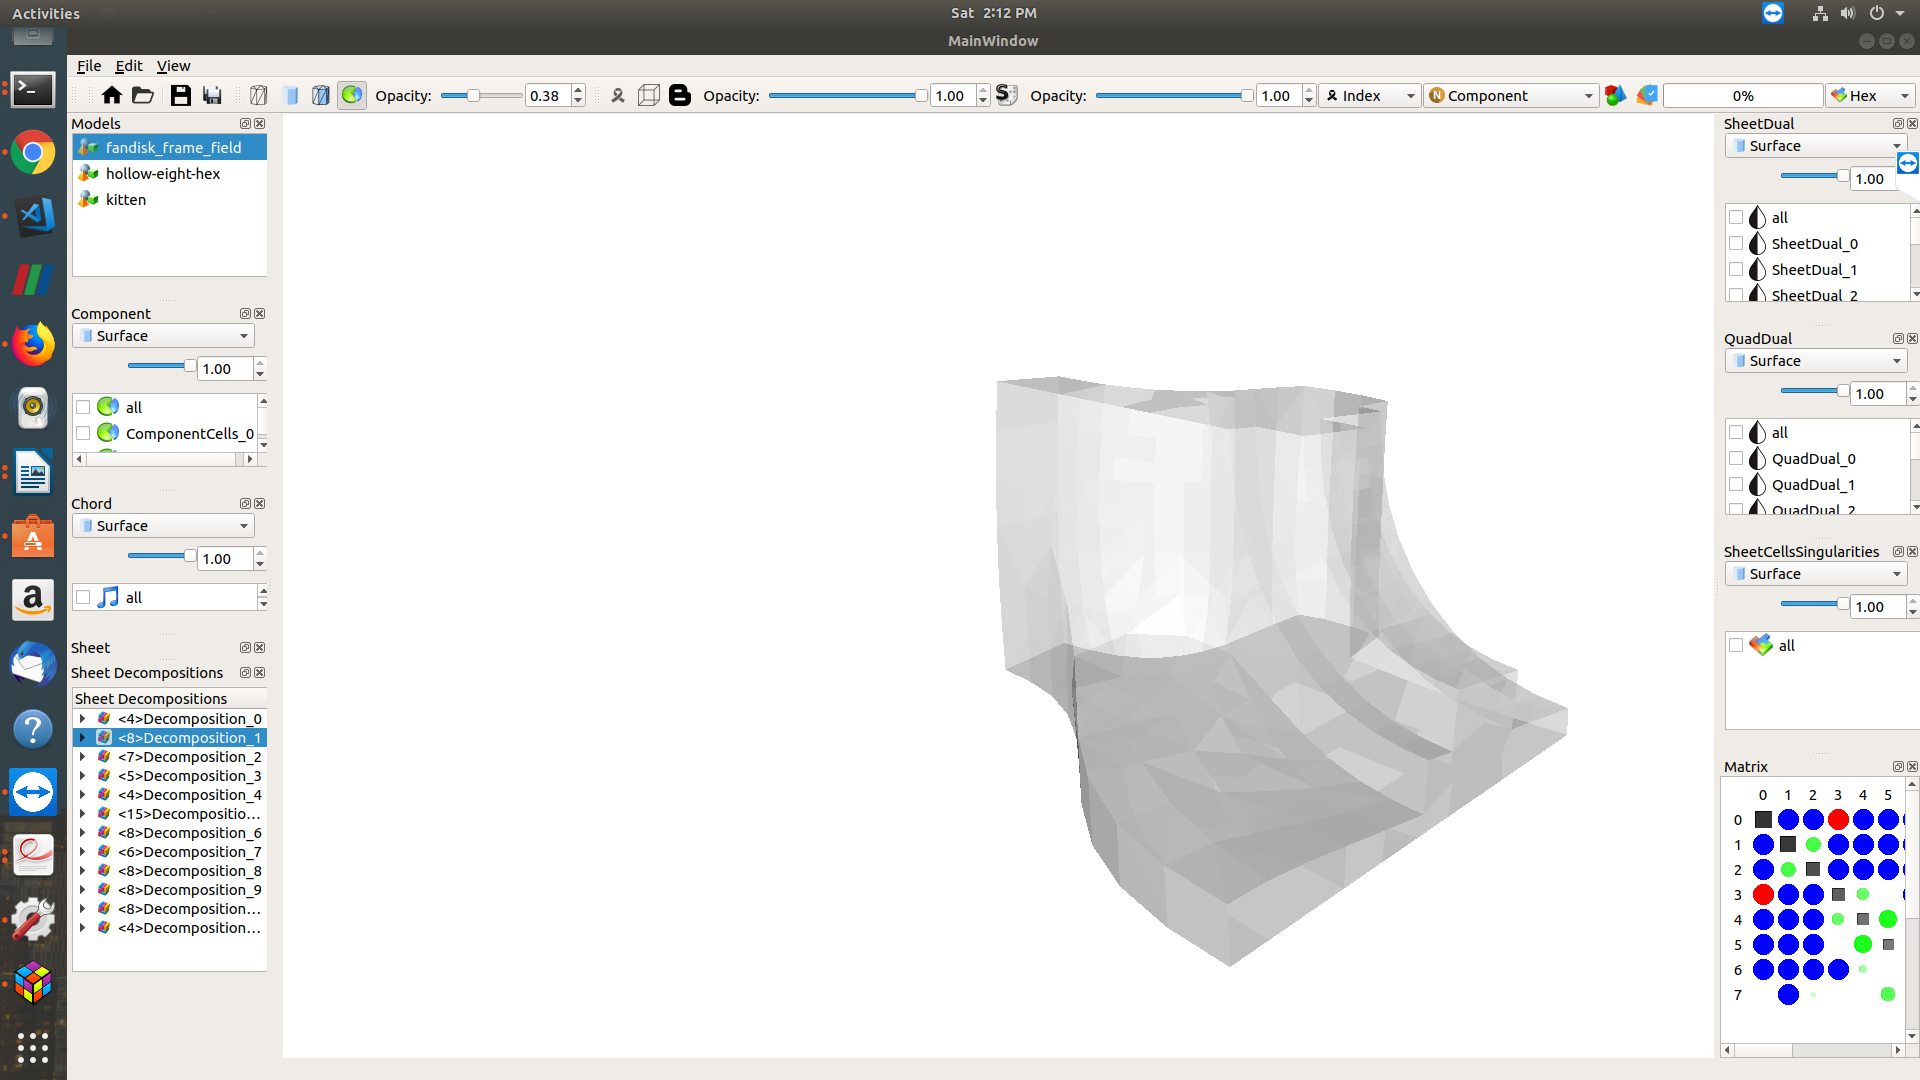 Activities
Sat 2:12 PM
MainWindow
File Edit View
Opacity: 0.38 Opacity: 1.00 Opacity: 1.00 Index Component 0% Hex
Models
fandisk_frame_field
hollow-eight-hex
kitten
Component
Surface
1.00
all
ComponentCells_0
Chord
Surface
1.00
all
Sheet
Sheet Decompositions
Sheet Decompositions
<4>Decomposition_0
<8>Decomposition_1
<7>Decomposition_2
<5>Decomposition_3
<4>Decomposition_4
<15>Decompositio...
<8>Decomposition_6
<6>Decomposition_7
<8>Decomposition_8
<8>Decomposition_9
<8>Decomposition...
<4>Decomposition...
SheetDual
Surface
1.00
all
SheetDual_0
SheetDual_1
SheetDual_2
QuadDual
Surface
1.00
all
QuadDual_0
QuadDual_1
QuadDual_2
SheetCellsSingularities
Surface
1.00
all
Matrix
0 1 2 3 4 5
0
1
2
3
4
5
6
7